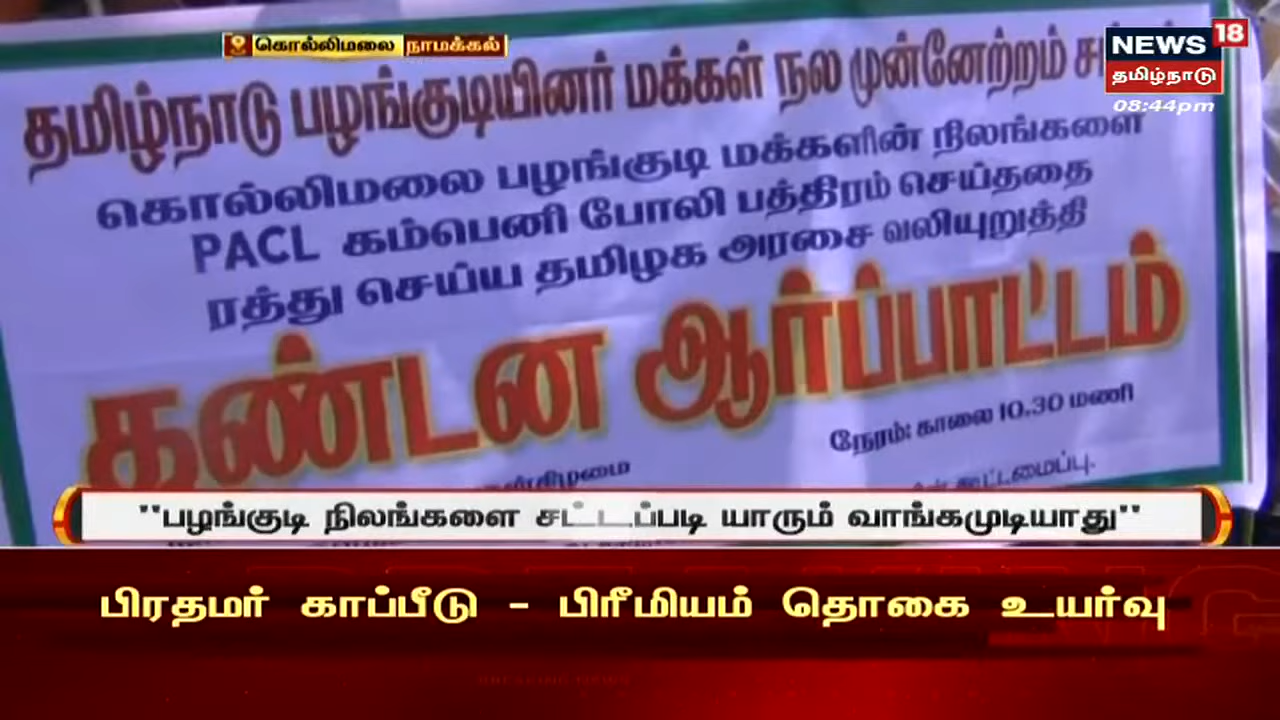 கொல்லிமலை நாமக்கல்
NEWS 18
தமிழ்நாடு
08:44pm
தமிழ்நாடு பழங்குடியினர் மக்கள் நல முன்னேற்றம்
கொல்லிமலை பழங்குடி மக்களின் நிலங்களை
PACL கம்பெனி போலி பத்திரம் செய்ததை
ரத்து செய்ய தமிழக அரசை வலியுறுத்தி
கண்டன ஆர்ப்பாட்டம்
நேரம்: காலை 10.30 மணி
"பழங்குடி நிலங்களை சட்டப்படி யாரும் வாங்கமுடியாது"
பிரதமர் காப்பீடு - பிரீமியம் தொகை உயர்வு